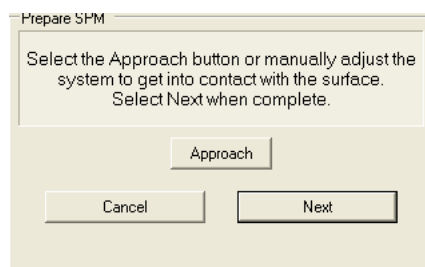 Prepare SPM
Select the Approach button or manually adjust the
system to get into contact with the surface.
Select Next when complete.
Approach
Cancel Next